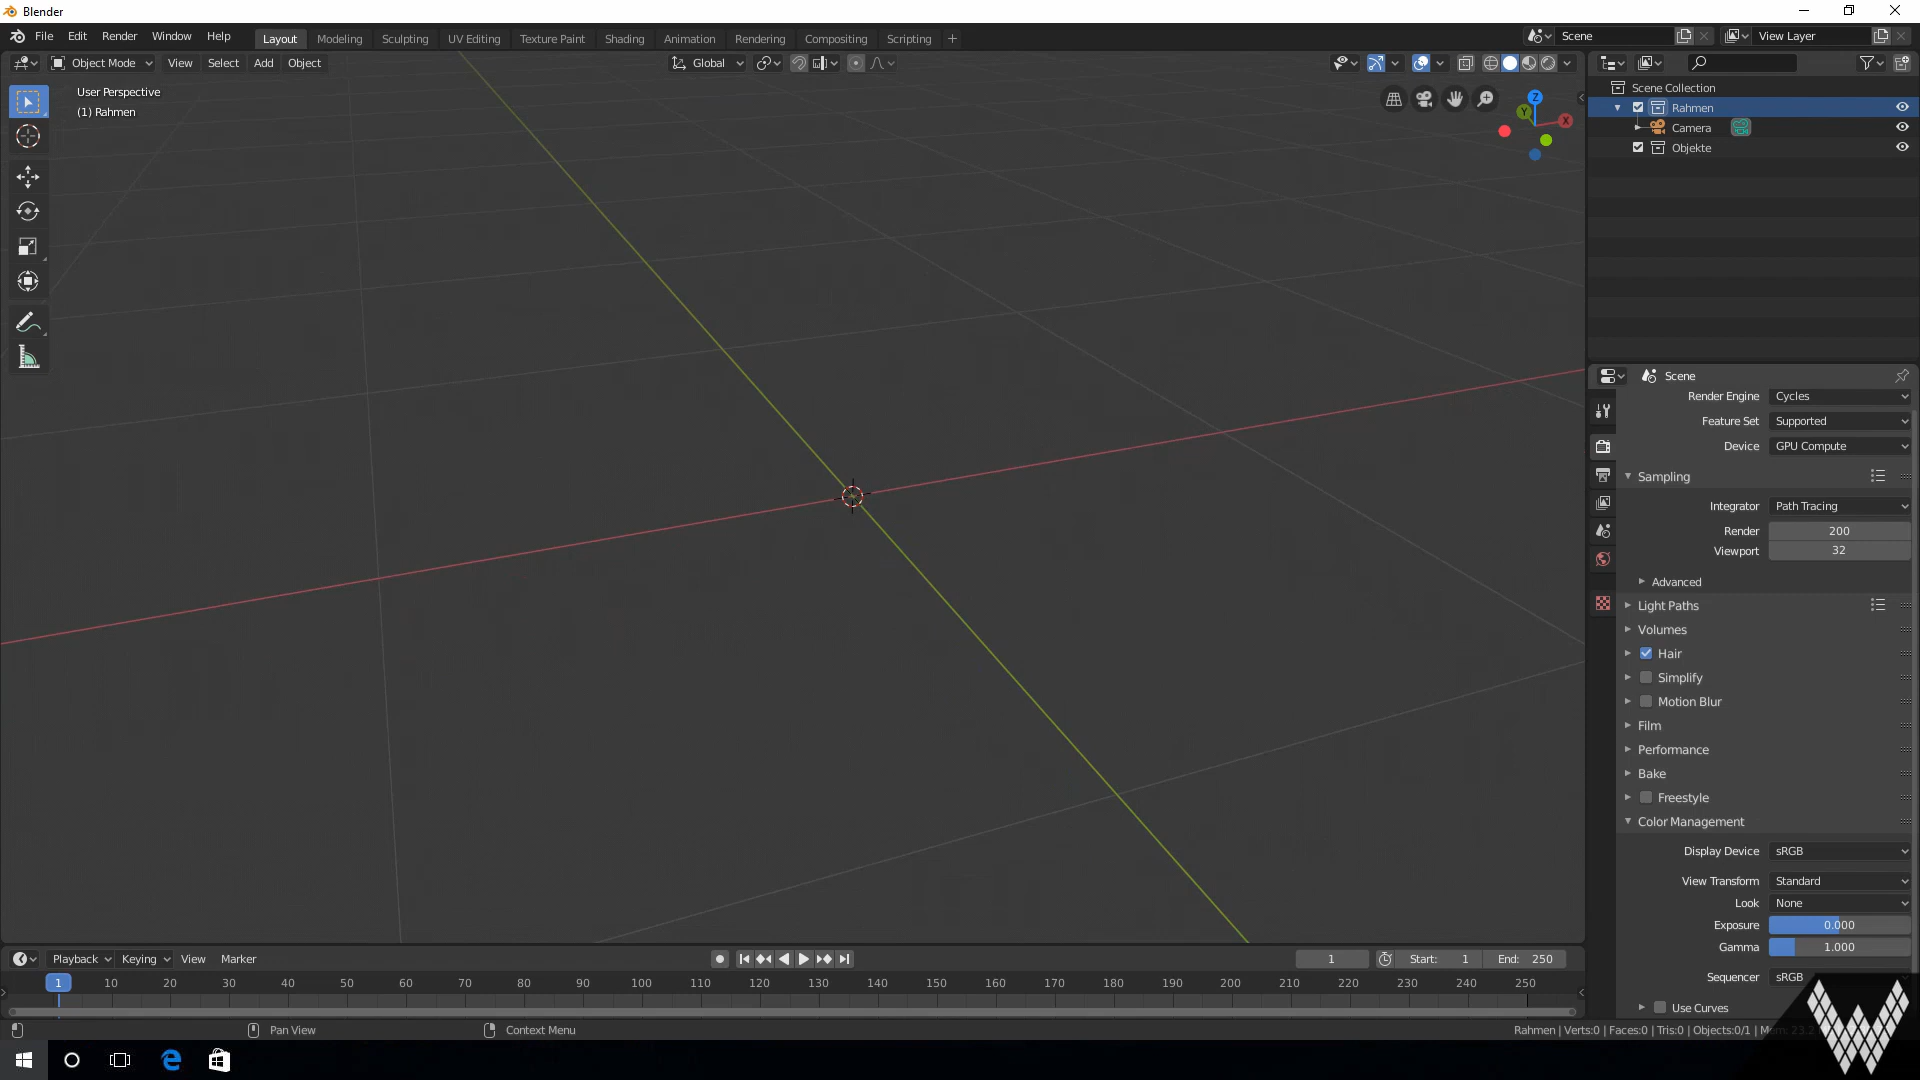 Blender
File Edit Render Window Help Layout Modeling Sculpting UV Editing Texture Paint Shading Animation Rendering Compositing Scripting + Scene View Layer
Object Mode View Select Add Object Global
User Perspective
(1) Rahmen
Z
Y
X
Scene Collection
Rahmen
Camera
Objekte
Scene
Render Engine Cycles
Feature Set Supported
Device GPU Compute
Sampling
Integrator Path Tracing
Render 200
Viewport 32
Advanced
Light Paths
Volumes
Hair
Simplify
Motion Blur
Film
Performance
Bake
Freestyle
Color Management
Display Device sRGB
View Transform Standard
Look None
Exposure 0.000
Gamma 1.000
Sequencer sRGB
Use Curves
Playback Keying View Marker 1 Start: 1 End: 250
1 10 20 30 40 50 60 70 80 90 100 110 120 130 140 150 160 170 180 190 200 210 220 230 240 250
Pan View Context Menu Rahmen | Verts:0 | Faces:0 | Tris:0 | Objects:0/1 |